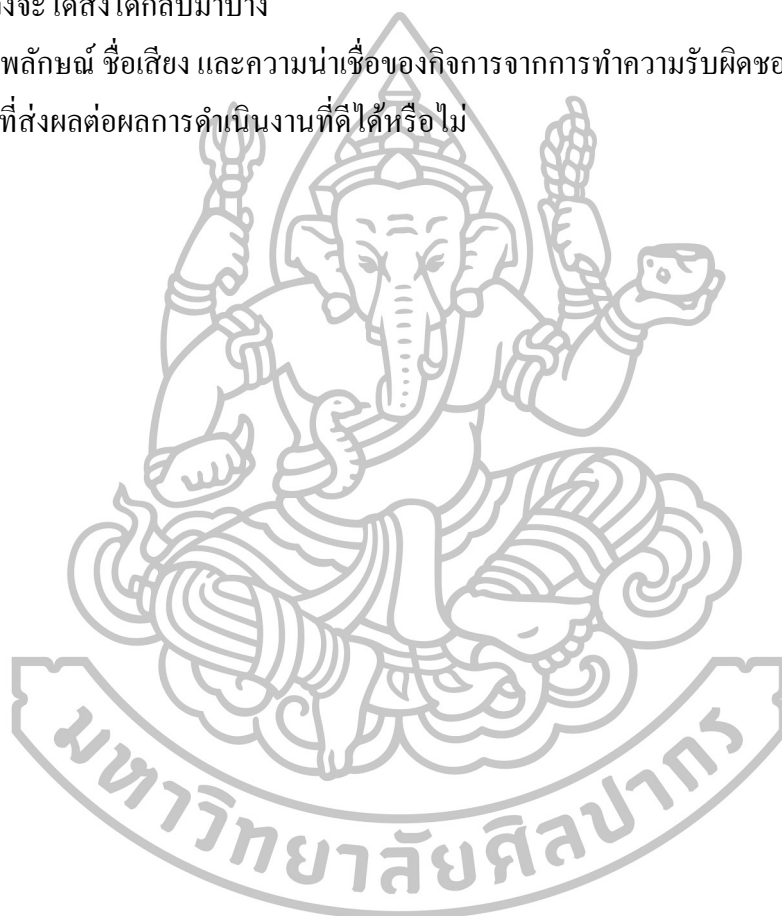 จะได้สิ่งใดกลับมาบ้าง
พลักษณ์ ชื่อเสียง และความน่าเชื่อของกิจการจากการทำความรับผิดชอ
ที่ส่งผลต่อผลการดำเนินงานที่ดีได้หรือไม่
มหาวิทยาลัยศิลปากร